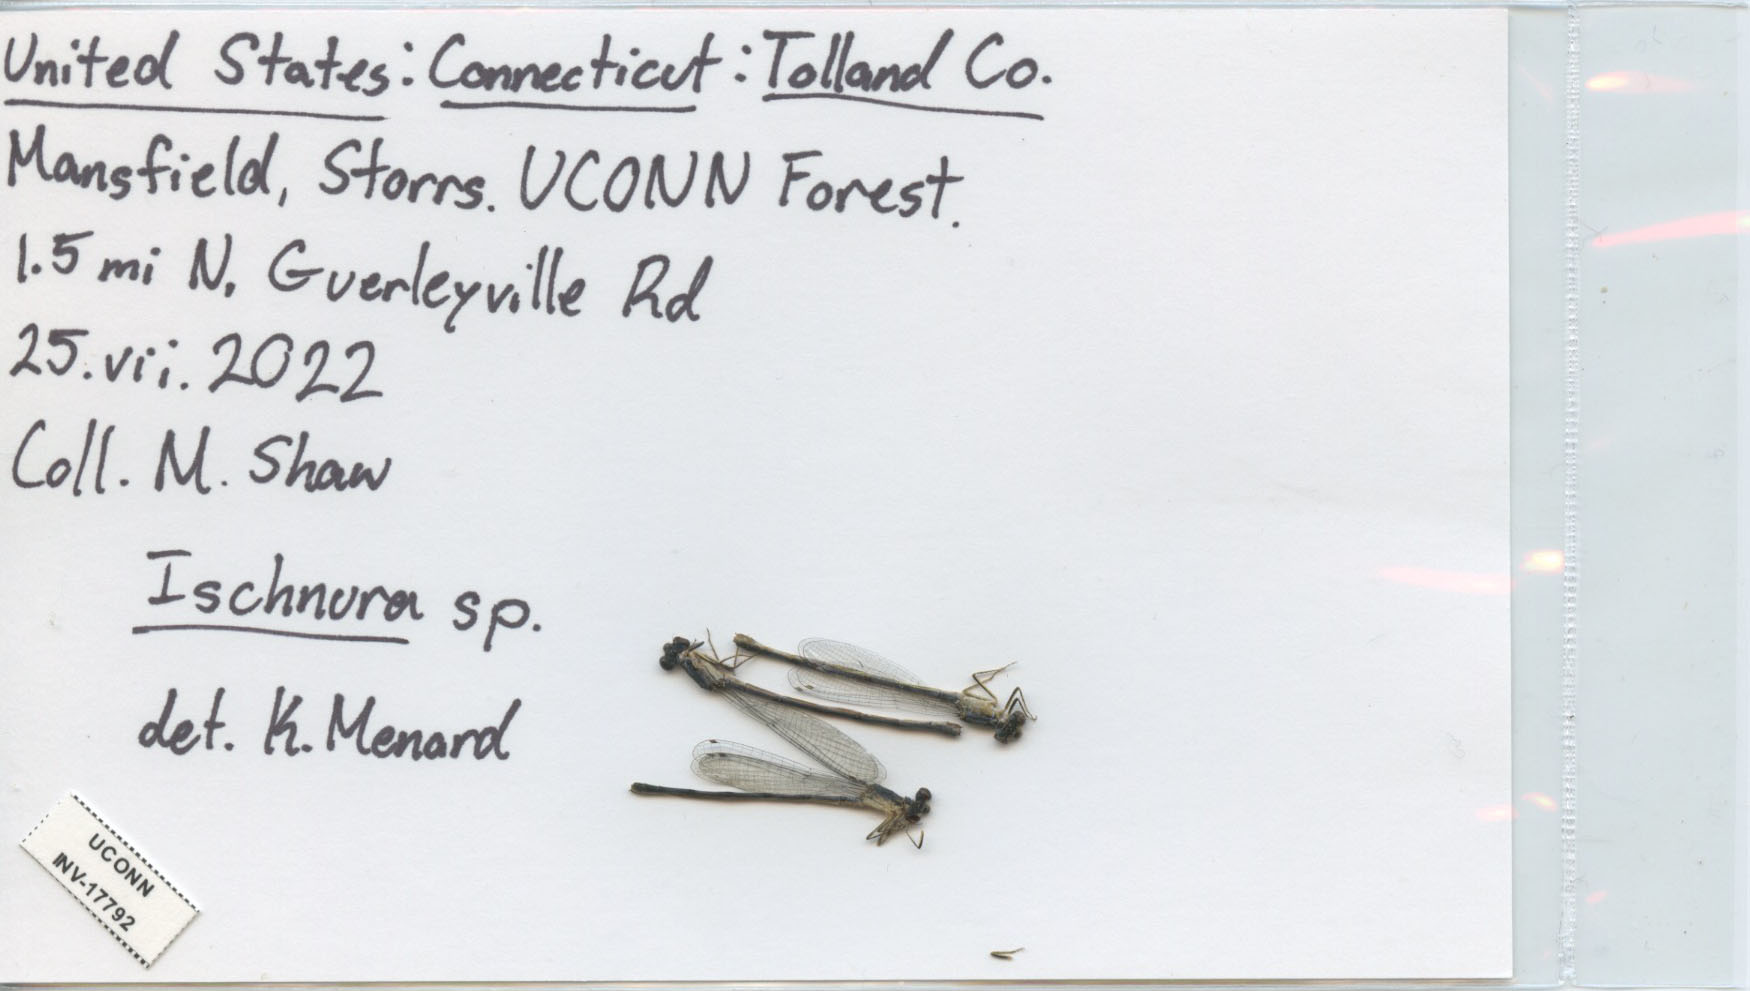 United States: Connecticut: Tolland Co.
Mansfield, Storrs. UCONN Forest.
1.5 mi N. Guerleyville Rd
25.vii.2022
Coll. M. Shaw
Ischnura sp.
det. K. Menard
UCONN
INV-17792